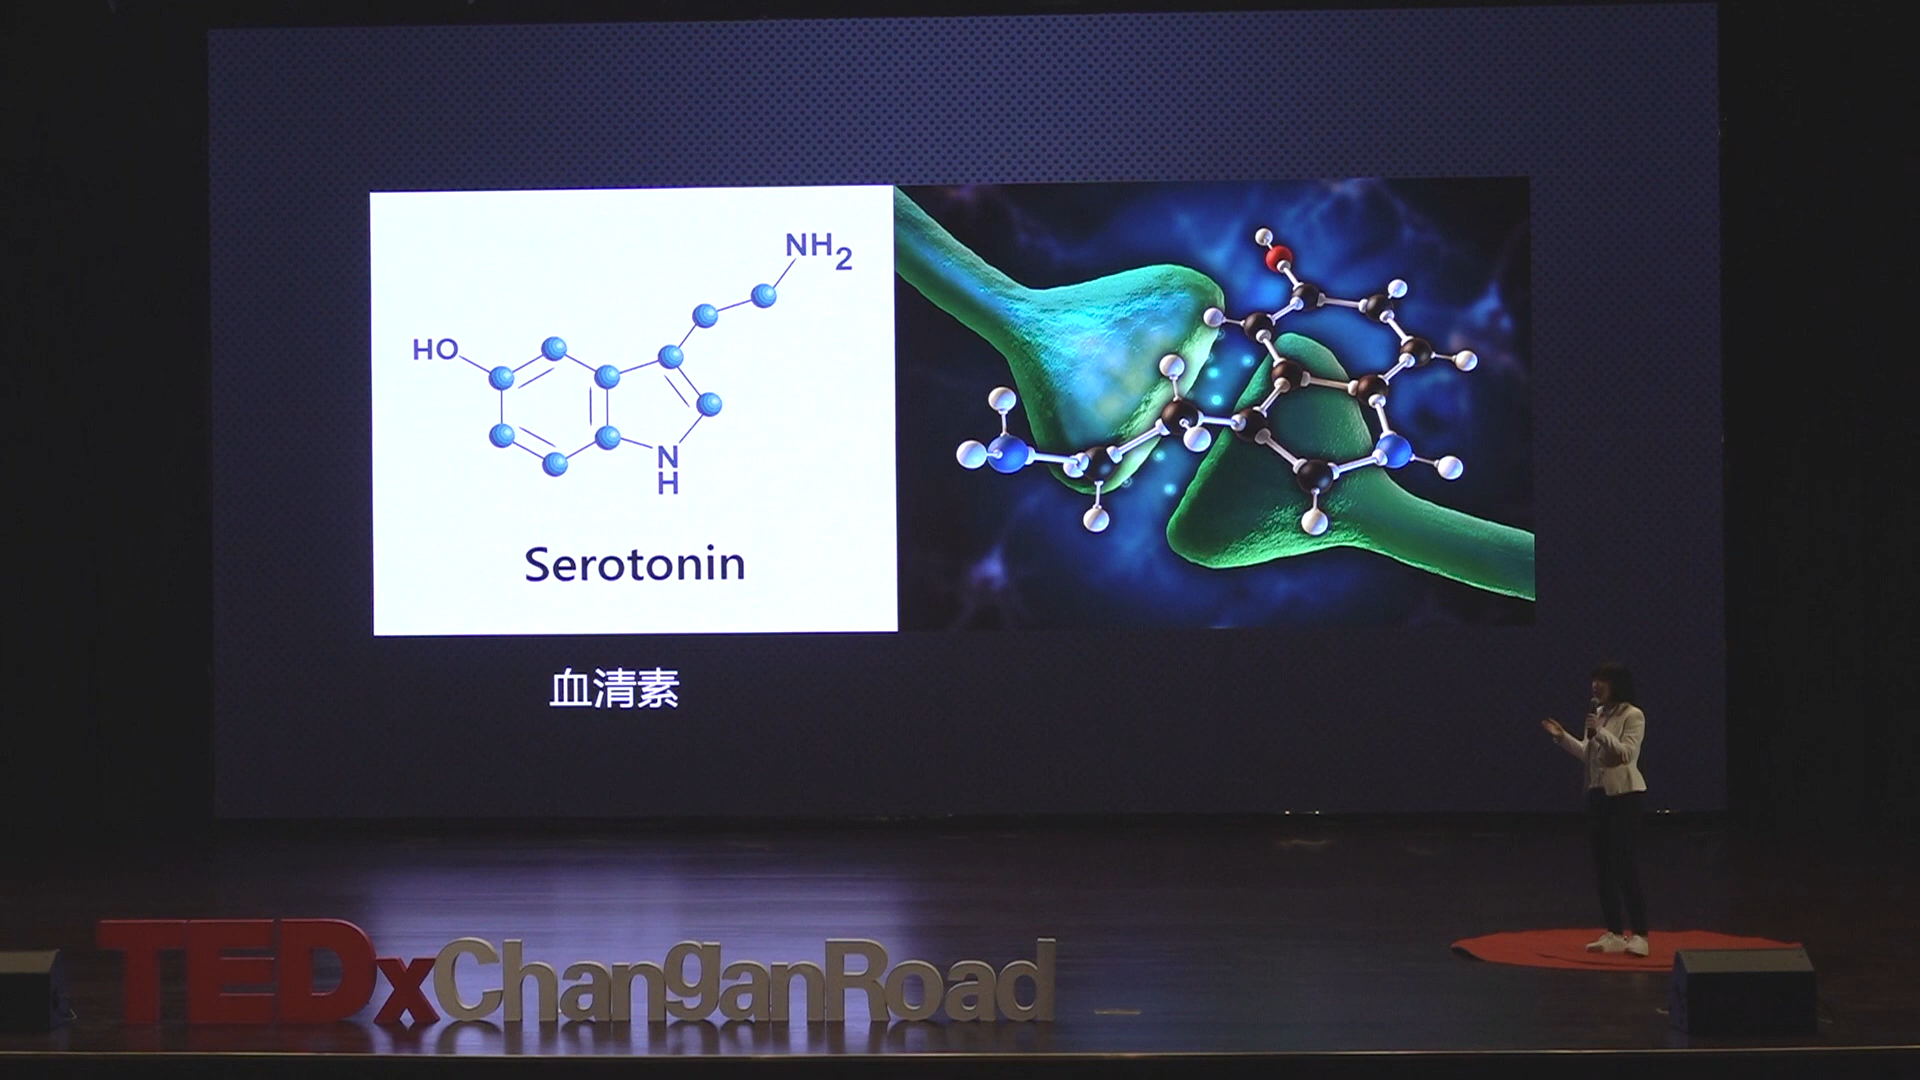 NH2
HO
N
H
Serotonin
血清素
TEDxChanganRoad